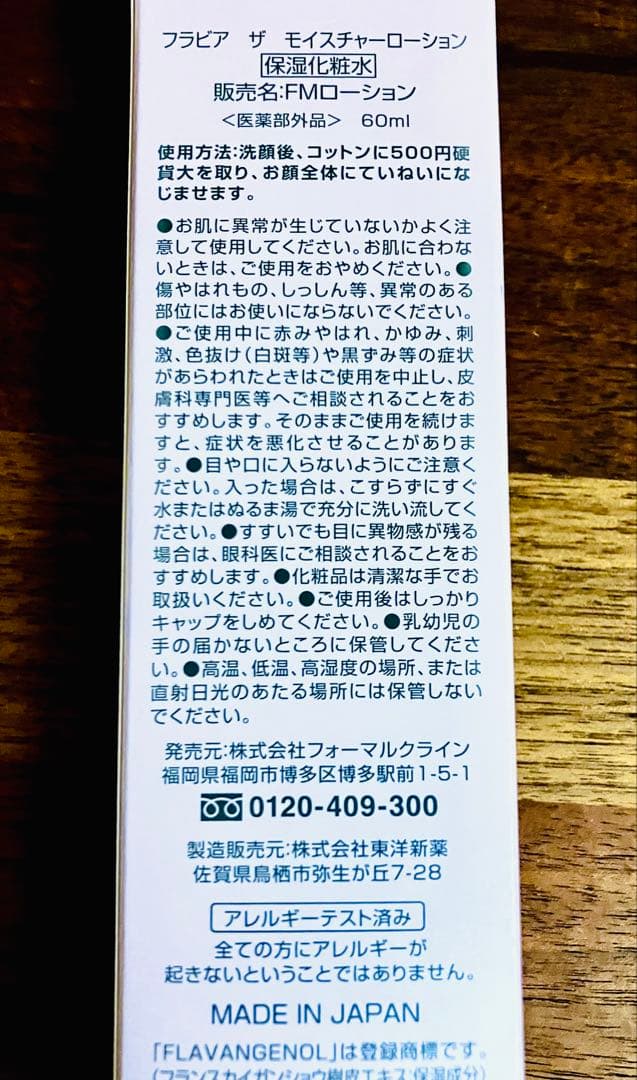 フラビア ザ モイスチャーローション
保湿化粧水
販売名:FMローション
<医薬部外品> 60ml
使用方法:洗顔後、コットンに500円硬
貨大を取り、お顔全体にていねいにな
じませます。
●お肌に異常が生じていないかよく注
意して使用してください。お肌に合わな
いときは、ご使用をおやめください。●
傷やはれもの、しっしん等、異常のある
部位にはお使いにならないでください。
●ご使用中に赤みやはれ、かゆみ、刺
激、色抜け(白斑等)や黒ずみ等の症状
があらわれたときはご使用を中止し、皮
膚科専門医等へご相談されることをお
すすめします。そのままご使用を続けま
すと、症状を悪化させることがありま
す。●目や口に入らないようにご注意く
ださい。入った場合は、こすらずにすぐ
水またはぬるま湯で充分に洗い流してく
ださい。●すすいでも目に異物感が残る
場合は、眼科医にご相談されることをお
すすめします。●化粧品は清潔な手でお
取扱いください。●ご使用後はしっかり
キャップをしめてください。●乳幼児の
手の届かないところに保管してくださ
い。●高温、低温、高湿度の場所、または
直射日光のあたる場所には保管しない
でください。
発売元:株式会社フォーマルクライン
福岡県福岡市博多区博多駅前1-5-1
0120-409-300
製造販売元:株式会社東洋新薬
佐賀県鳥栖市弥生が丘7-28
アレルギーテスト済み
全ての方にアレルギーが
起きないということではありません。
MADE IN JAPAN
「FLAVANGENOL」は登録商標です。
(フランスカイガンショウ樹皮エキス:保湿成分)